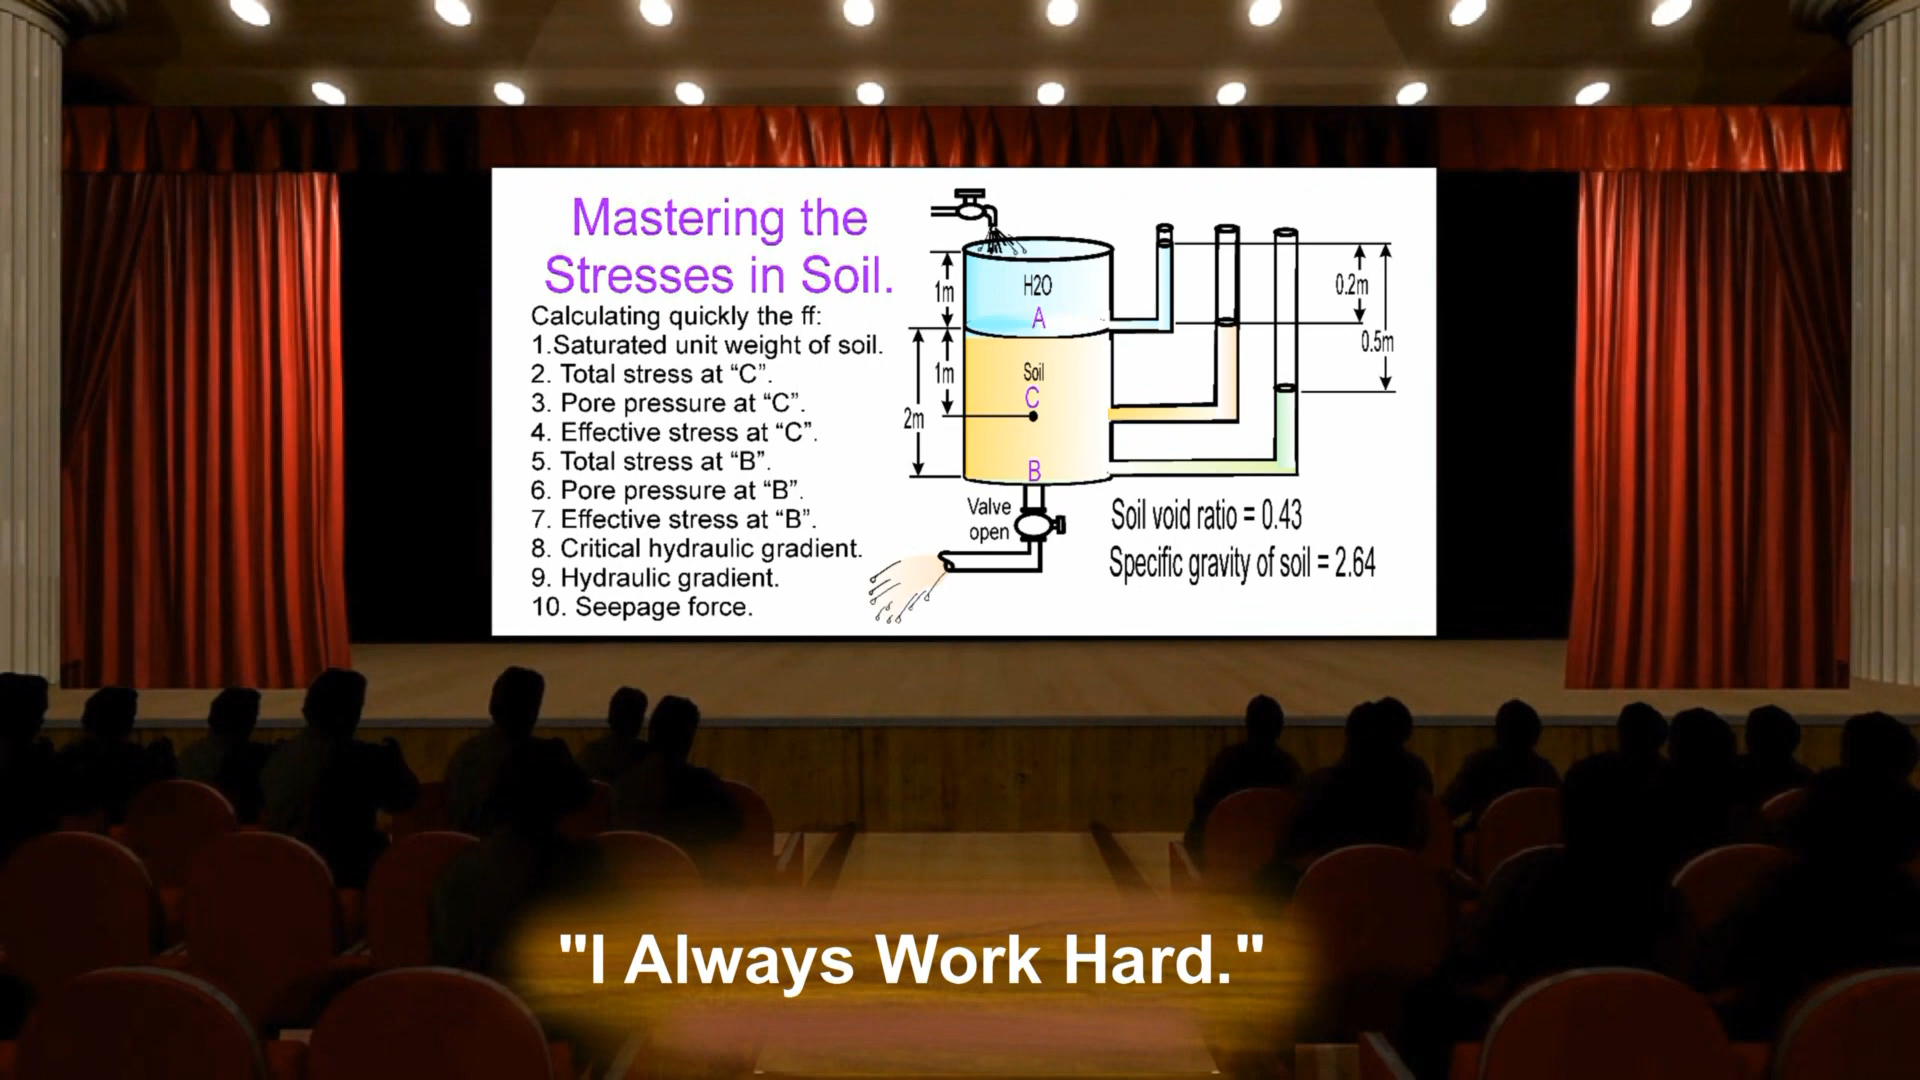 Mastering the
Stresses in Soil.
Calculating quickly the ff:
1.Saturated unit weight of soil.
2. Total stress at “C”.
3. Pore pressure at “C”.
4. Effective stress at “C”.
5. Total stress at “B”.
6. Pore pressure at “B”.
7. Effective stress at “B”.
8. Critical hydraulic gradient.
9. Hydraulic gradient.
10. Seepage force.
1m
H2O
A
0.2m
0.5m
1m
Soil
C
2m
B
Valve
open
Soil void ratio = 0.43
Specific gravity of soil = 2.64
"I Always Work Hard."